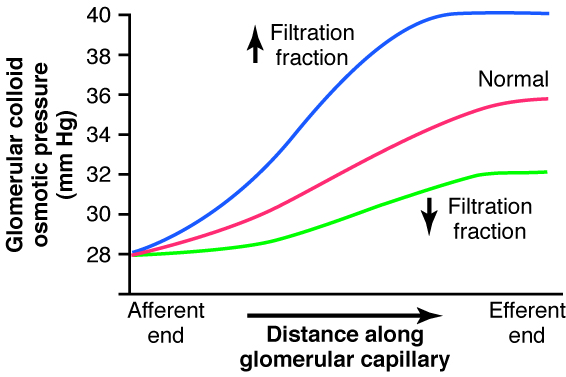 Glomerular colloid
osmotic pressure
(mm Hg)
40
38
36
34
32
30
28
Filtration
fraction
Normal
Filtration
fraction
Afferent
end
Efferent
end
Distance along
glomerular capillary